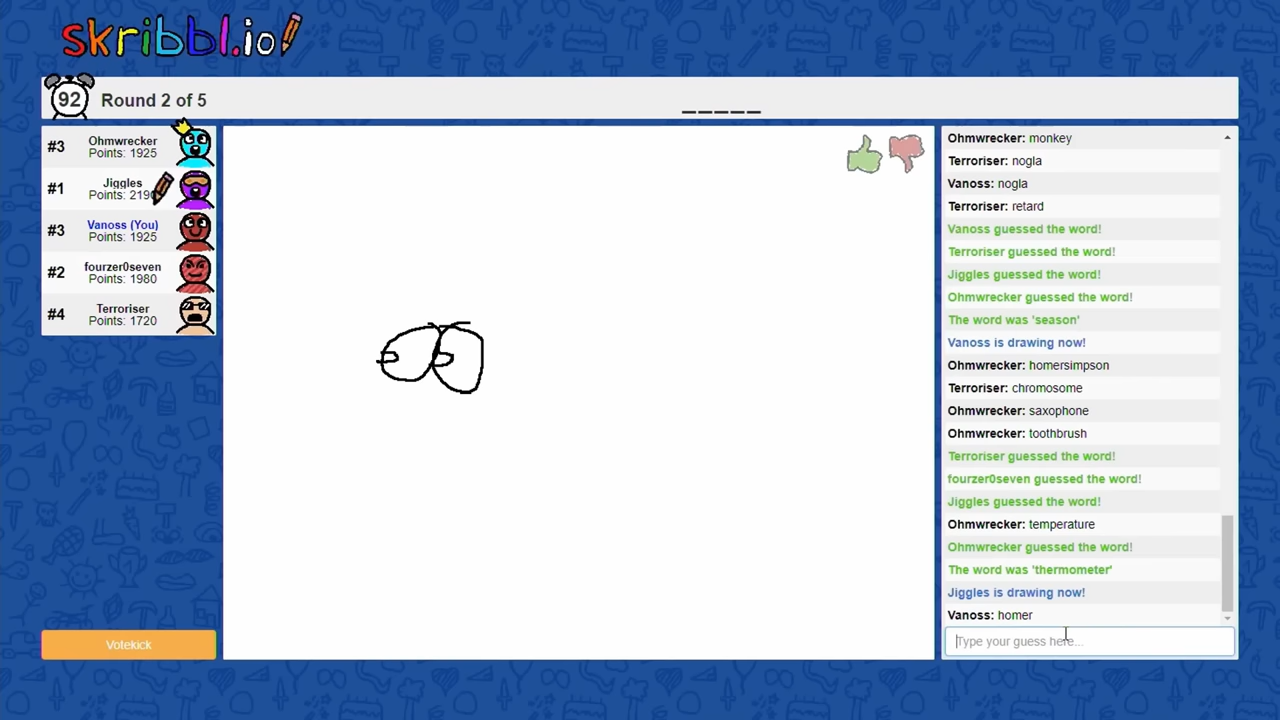 skribbl.io
92
Round 2 of 5
_____
#3
Ohmwrecker
Points: 1925
#1
Jiggles
Points: 2190
#3
Vanoss (You)
Points: 1925
#2
fourzer0seven
Points: 1980
#4
Terroriser
Points: 1720
Votekick
Ohmwrecker: monkey
Terroriser: nogla
Vanoss: nogla
Terroriser: retard
Vanoss guessed the word!
Terroriser guessed the word!
Jiggles guessed the word!
Ohmwrecker guessed the word!
The word was 'season'
Vanoss is drawing now!
Ohmwrecker: homersimpson
Terroriser: chromosome
Ohmwrecker: saxophone
Ohmwrecker: toothbrush
Terroriser guessed the word!
fourzer0seven guessed the word!
Jiggles guessed the word!
Ohmwrecker: temperature
Ohmwrecker guessed the word!
The word was 'thermometer'
Jiggles is drawing now!
Vanoss: homer
Type your guess here...